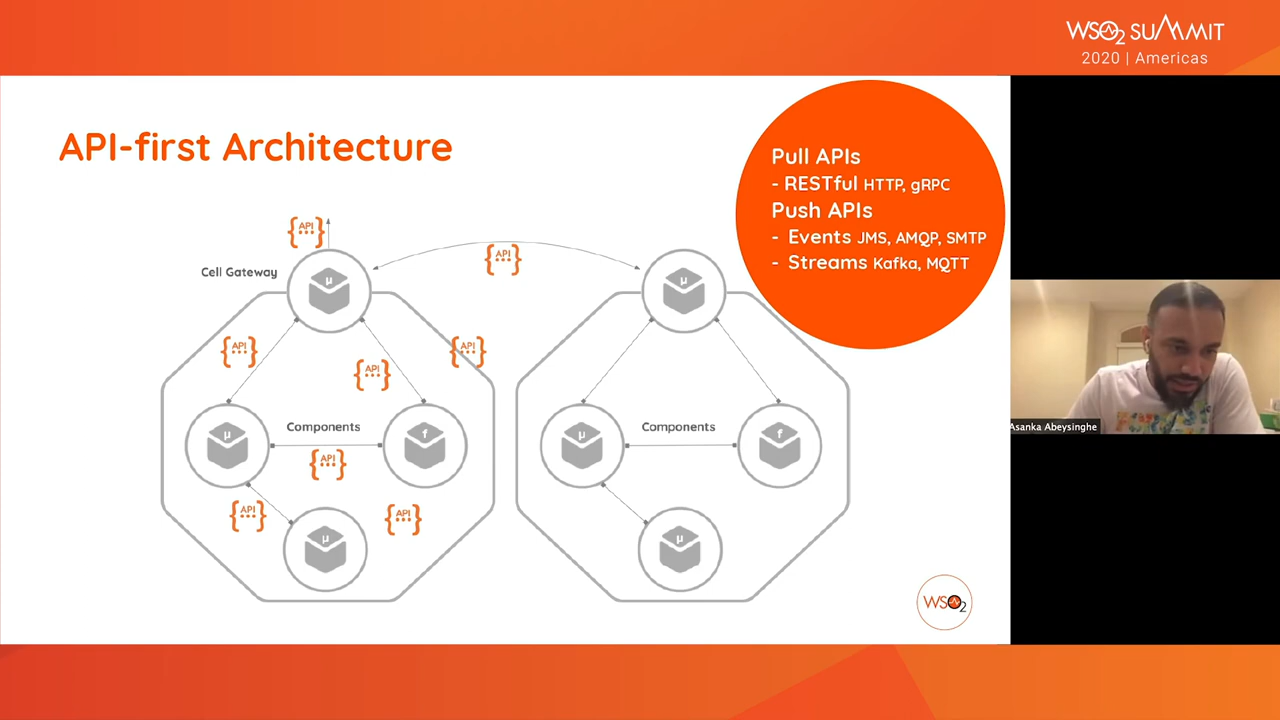 WSO2 SUMMIT
2020 | Americas
API-first Architecture
Pull APIs
- RESTful HTTP, gRPC
Push APIs
- Events JMS, AMQP, SMTP
- Streams Kafka, MQTT
{API}
{API}
Cell Gateway
µ
µ
{API}
{API}
{API}
Components
Components
µ
f
µ
f
{API}
{API}
{API}
µ
µ
Asanka Abeysinghe
WSO2